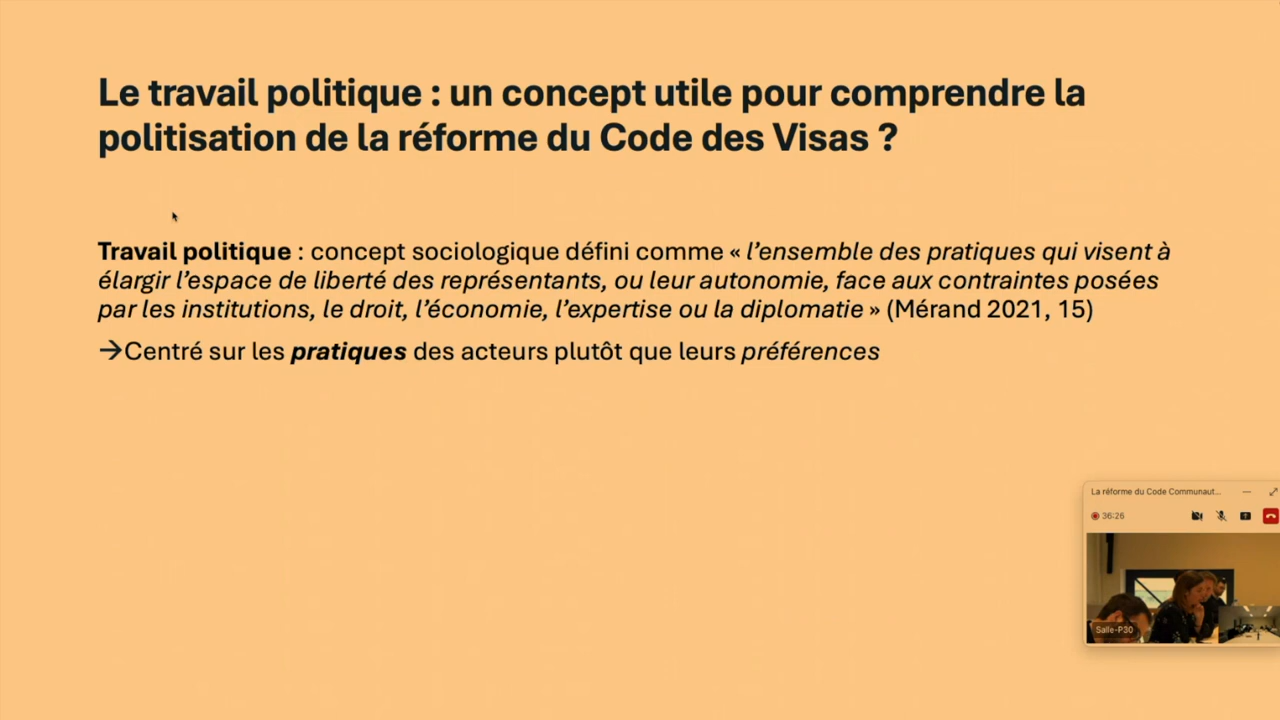 Le travail politique : un concept utile pour comprendre la
politisation de la réforme du Code des Visas ?
Travail politique : concept sociologique défini comme « l’ensemble des pratiques qui visent à
élargir l’espace de liberté des représentants, ou leur autonomie, face aux contraintes posées
par les institutions, le droit, l’économie, l’expertise ou la diplomatie » (Mérand 2021, 15)
→Centré sur les pratiques des acteurs plutôt que leurs préférences
La réforme du Code Communaut...
36:26
Salle-P30